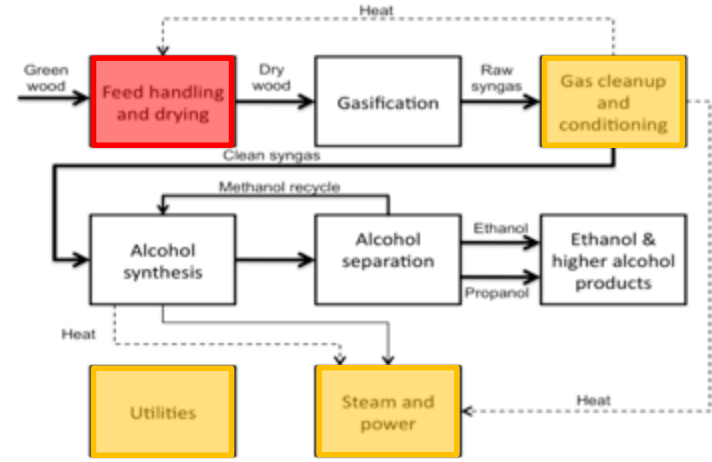 Heat
Green
wood
Feed handling
and drying
Dry
wood
Gasification
Raw
syngas
Gas cleanup
and
conditioning
Clean syngas
Methanol recycle
Alcohol
synthesis
Alcohol
separation
Ethanol
Propanol
Ethanol &
higher alcohol
products
Heat
Utilities
Steam and
power
Heat